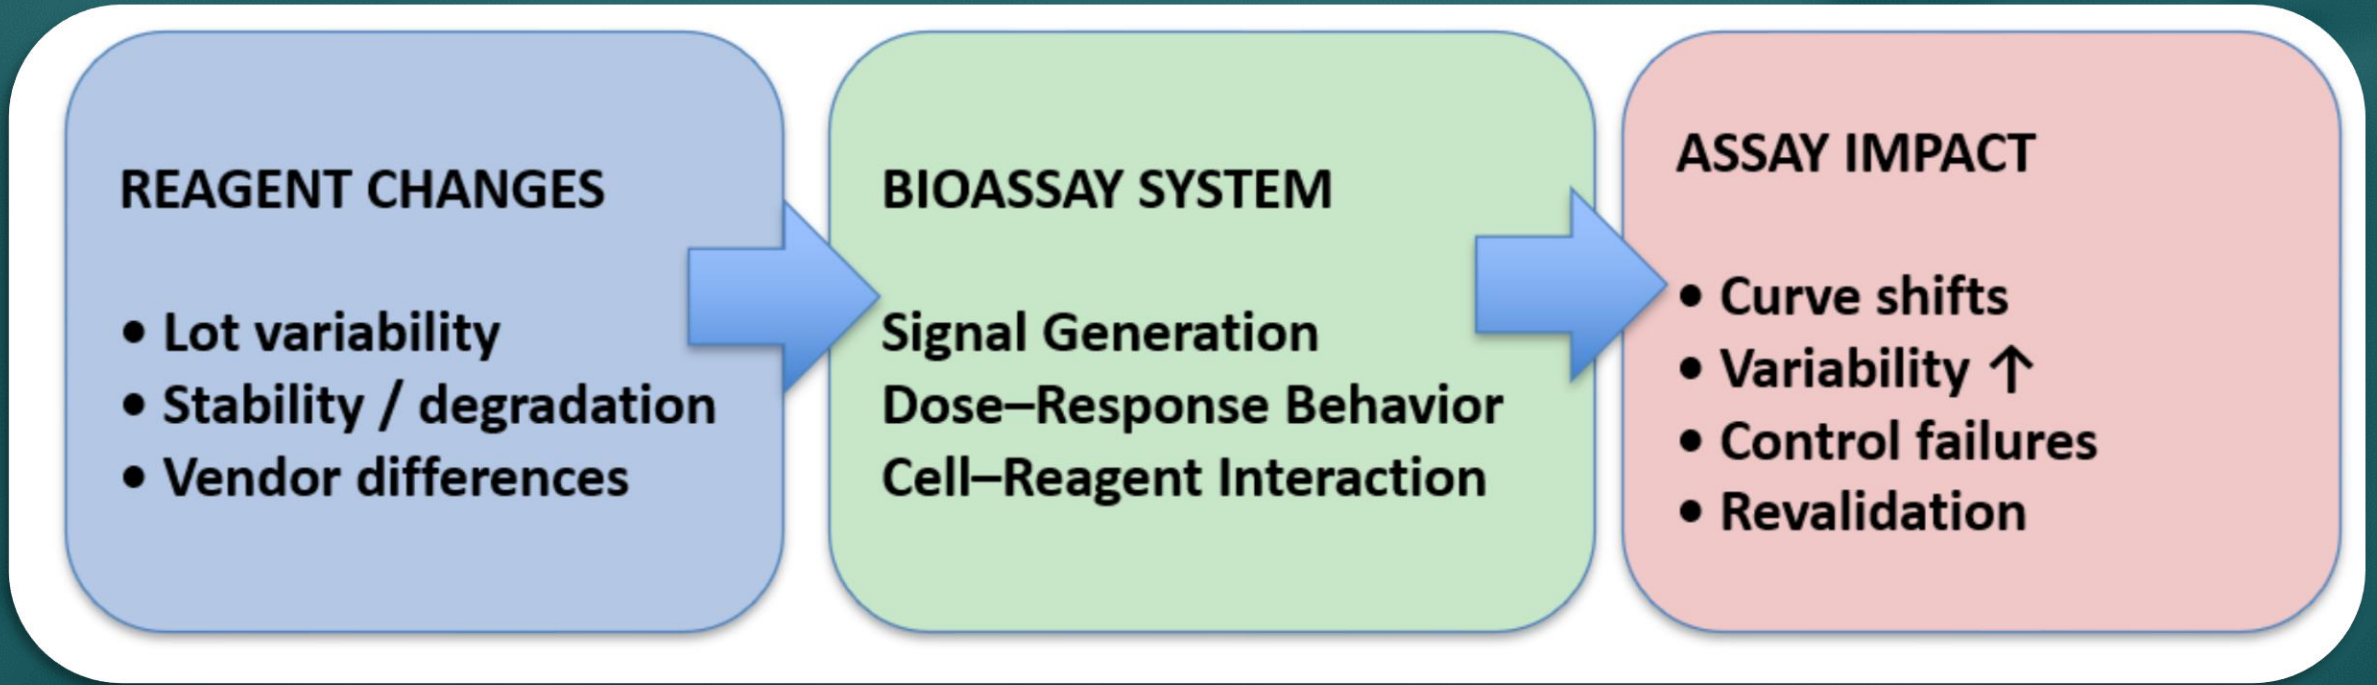 REAGENT CHANGES
• Lot variability
• Stability / degradation
• Vendor differences
BIOASSAY SYSTEM
Signal Generation
Dose–Response Behavior
Cell–Reagent Interaction
ASSAY IMPACT
• Curve shifts
• Variability ↑
• Control failures
• Revalidation